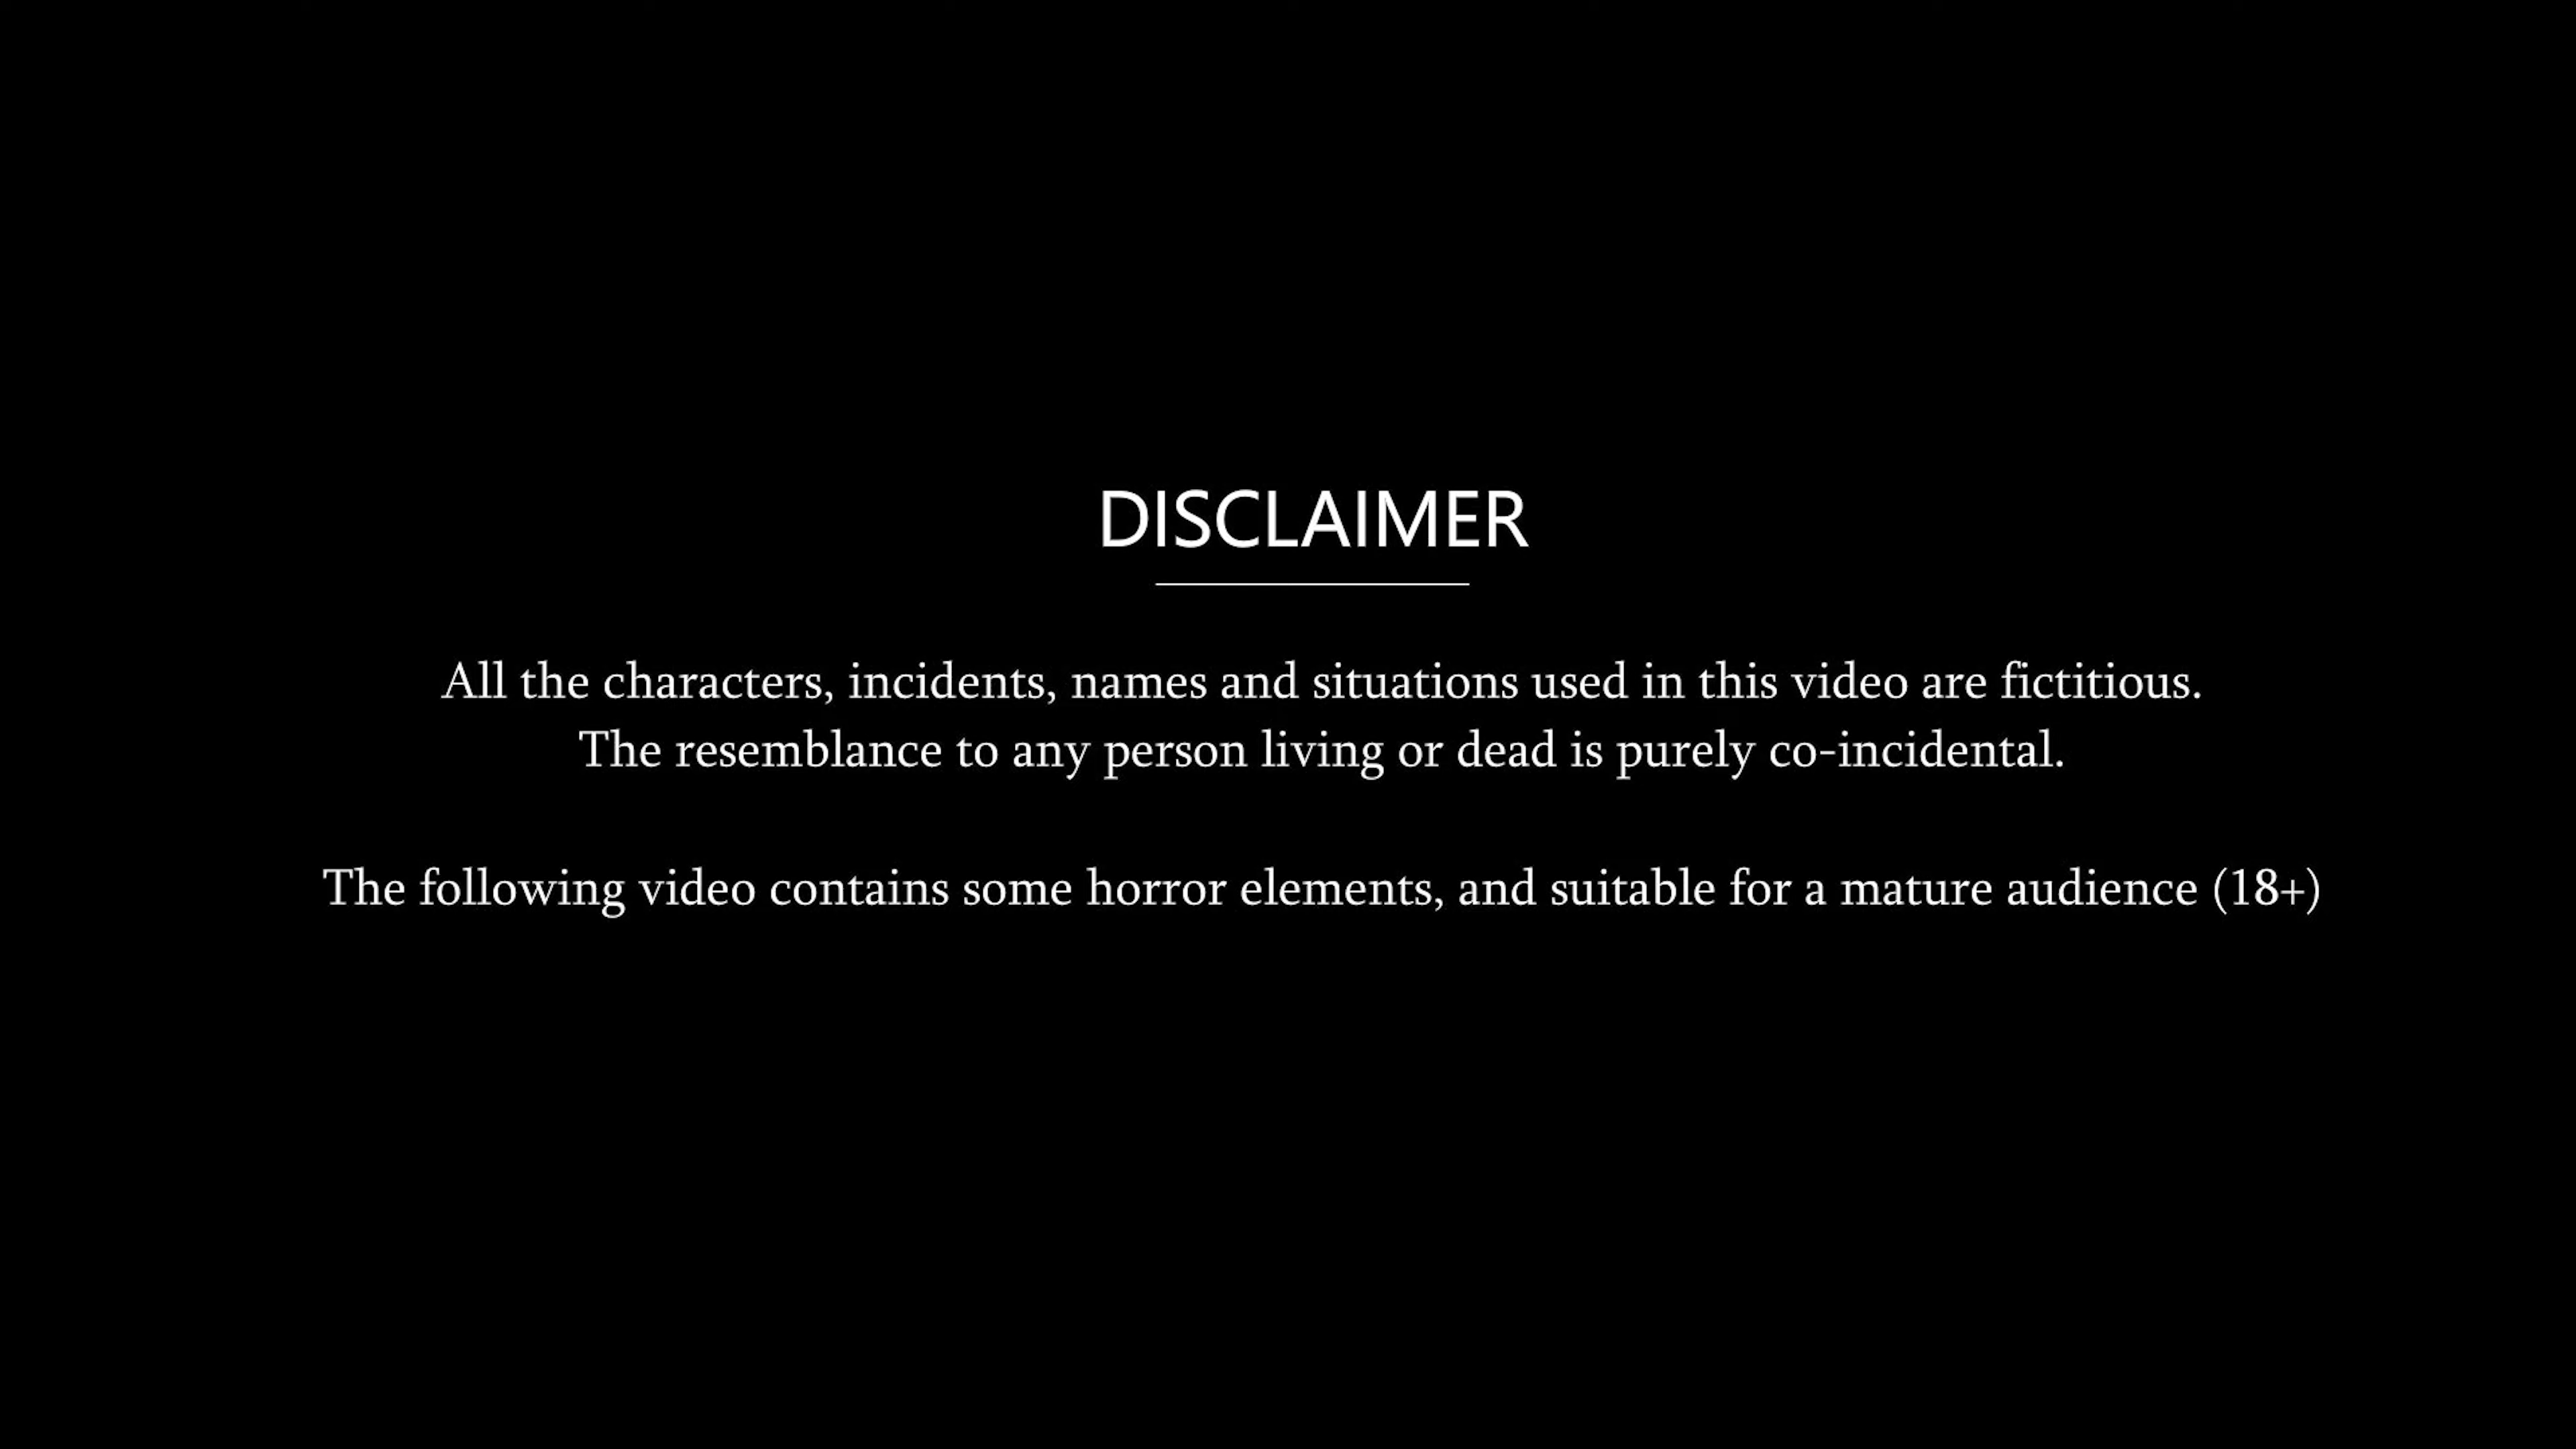 DISCLAIMER
All the characters, incidents, names and situations used in this video are fictitious.
The resemblance to any person living or dead is purely co-incidental.
The following video contains some horror elements, and suitable for a mature audience (18+)